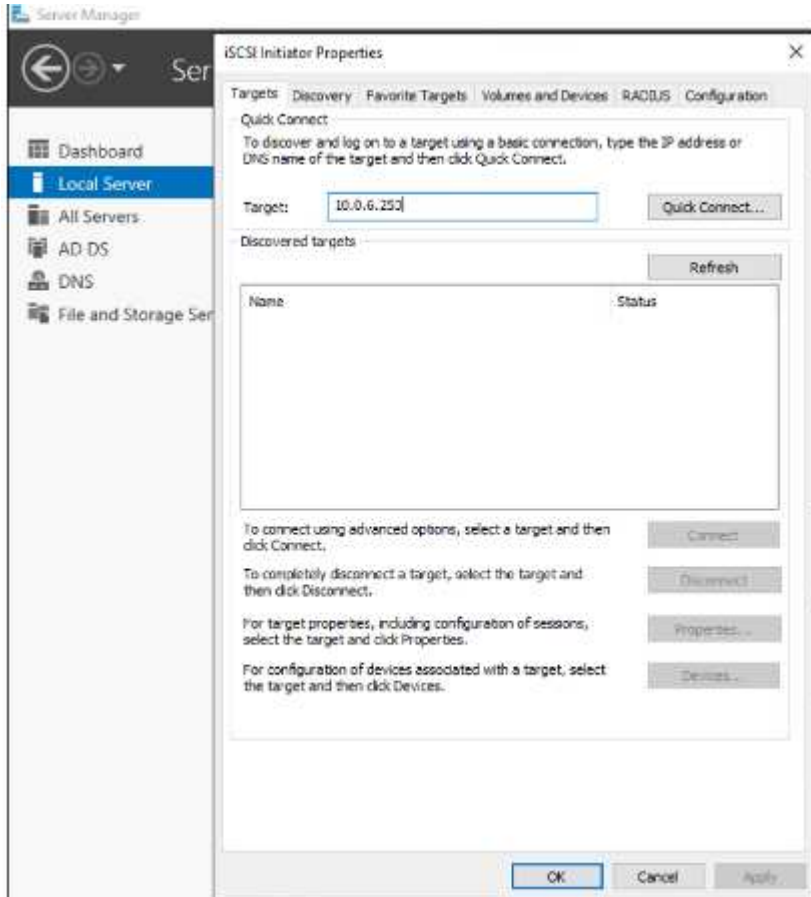 Server Manager
Ser
Dashboard
Local Server
All Servers
AD DS
DNS
File and Storage Ser
iSCSI Initiator Properties
Targets Discovery Favorite Targets Volumes and Devices RADIUS Configuration
Quick Connect
To discover and log on to a target using a basic connection, type the IP address or
DNS name of the target and then click Quick Connect.
Target: 10.0.6.253 Quick Connect...
Discovered targets
Refresh
Name Status
To connect using advanced options, select a target and then
click Connect.
Connect
To completely disconnect a target, select the target and
then click Disconnect.
Disconnect
For target properties, including configuration of sessions,
select the target and click Properties.
Properties...
For configuration of devices associated with a target, select
the target and then click Devices.
Devices...
OK Cancel Apply